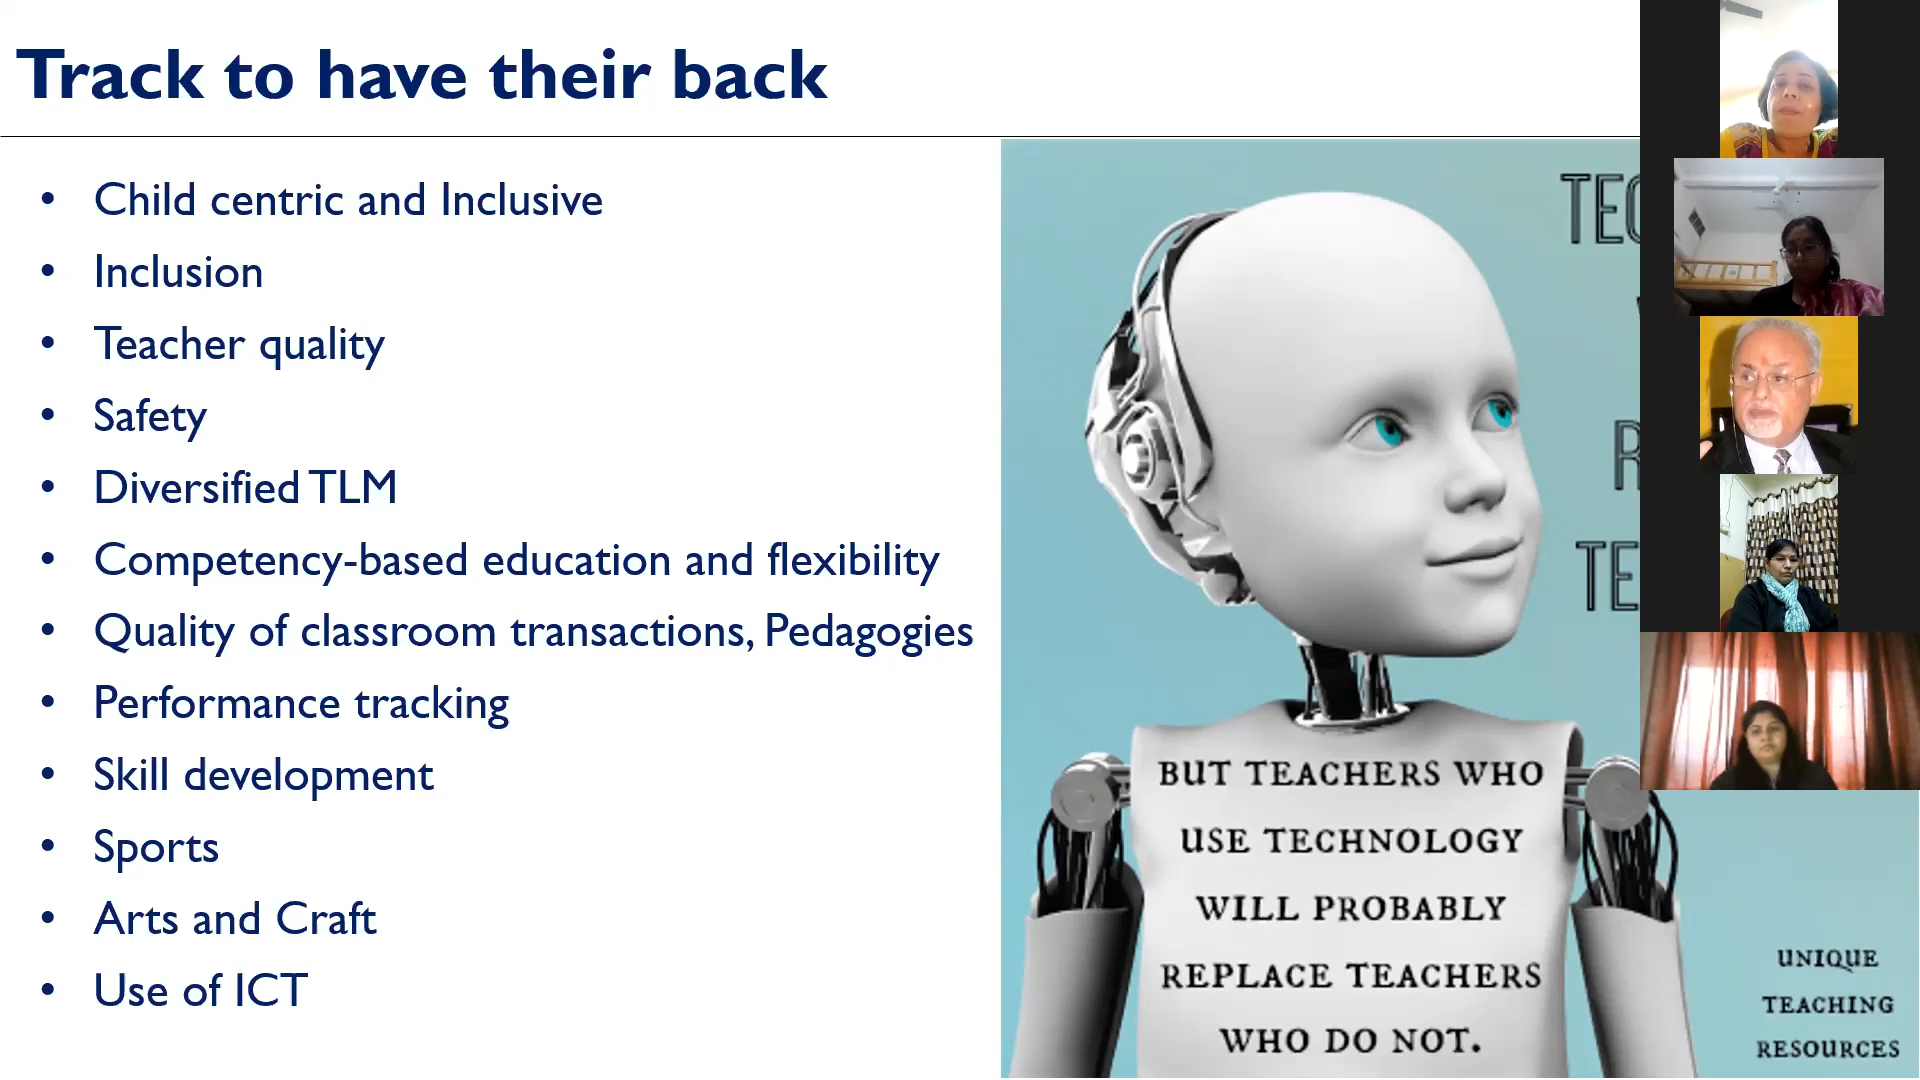 Track to have their back
• Child centric and Inclusive
• Inclusion
• Teacher quality
• Safety
• Diversified TLM
• Competency-based education and flexibility
• Quality of classroom transactions, Pedagogies
• Performance tracking
• Skill development
• Sports
• Arts and Craft
• Use of ICT
BUT TEACHERS WHO
USE TECHNOLOGY
WILL PROBABLY
REPLACE TEACHERS
WHO DO NOT.
UNIQUE
TEACHING
RESOURCES